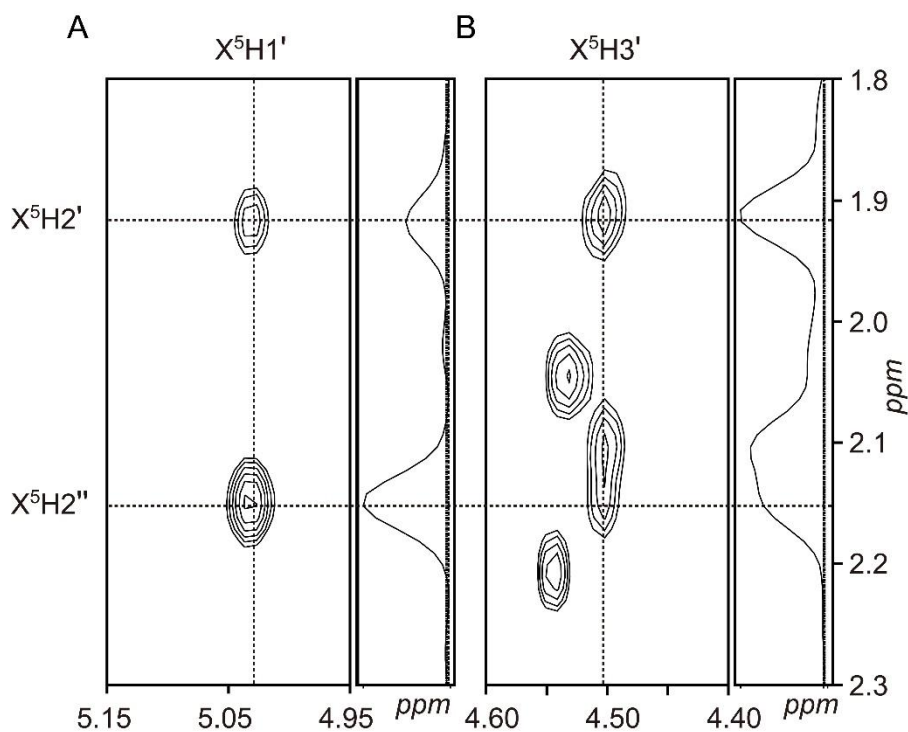 A
B
X⁵H1'
X⁵H3'
1.8
X⁵H2'
1.9
2.0
ppm
2.1
X⁵H2"
2.2
2.3
5.15 5.05 4.95 ppm 4.60 4.50 4.40 ppm